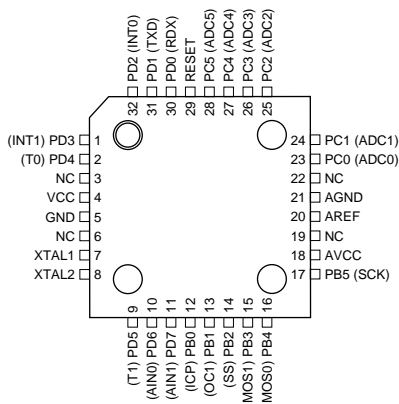 32 PD2 (INT0)
31 PD1 (TXD)
30 PD0 (RDX)
29 RESET
28 PC5 (ADC5)
27 PC4 (ADC4)
26 PC3 (ADC3)
25 PC2 (ADC2)
(INT1) PD3 1
(T0) PD4 2
NC 3
VCC 4
GND 5
NC 6
XTAL1 7
XTAL2 8
24 PC1 (ADC1)
23 PC0 (ADC0)
22 NC
21 AGND
20 AREF
19 NC
18 AVCC
17 PB5 (SCK)
(T1) PD5 9
(AIN0) PD6 10
(AIN1) PD7 11
(ICP) PB0 12
(OC1) PB1 13
(SS) PB2 14
MOS1) PB3 15
MOS0) PB4 16